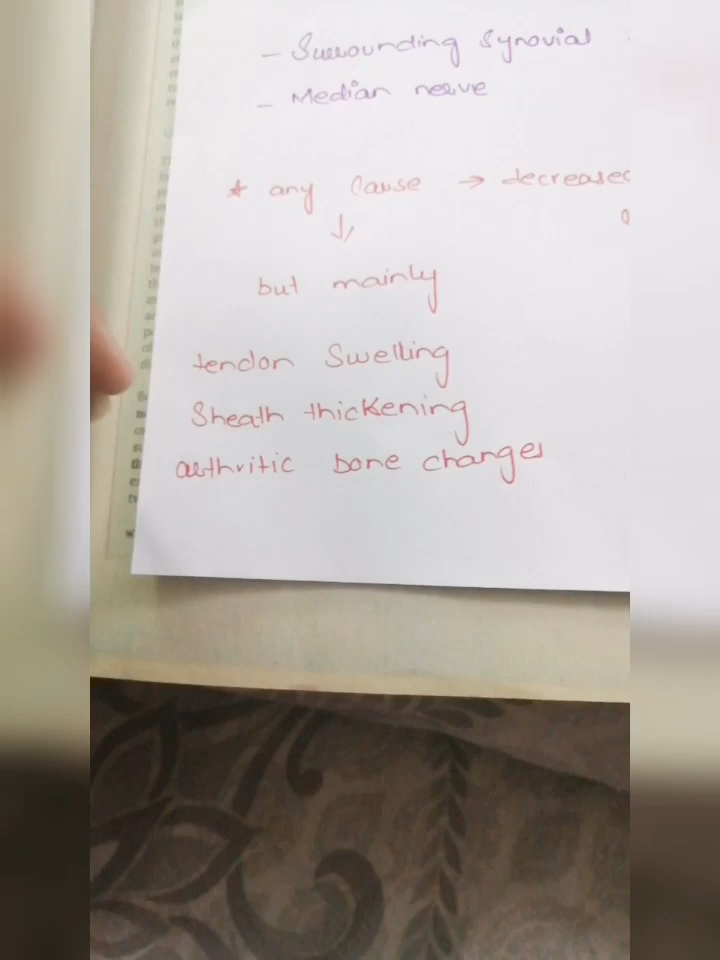 - Surrounding Synovial
- Median nerve
* any Cause → decreased
↓
but mainly
tendon Swelling
Sheath thickening
arthritic bone changes